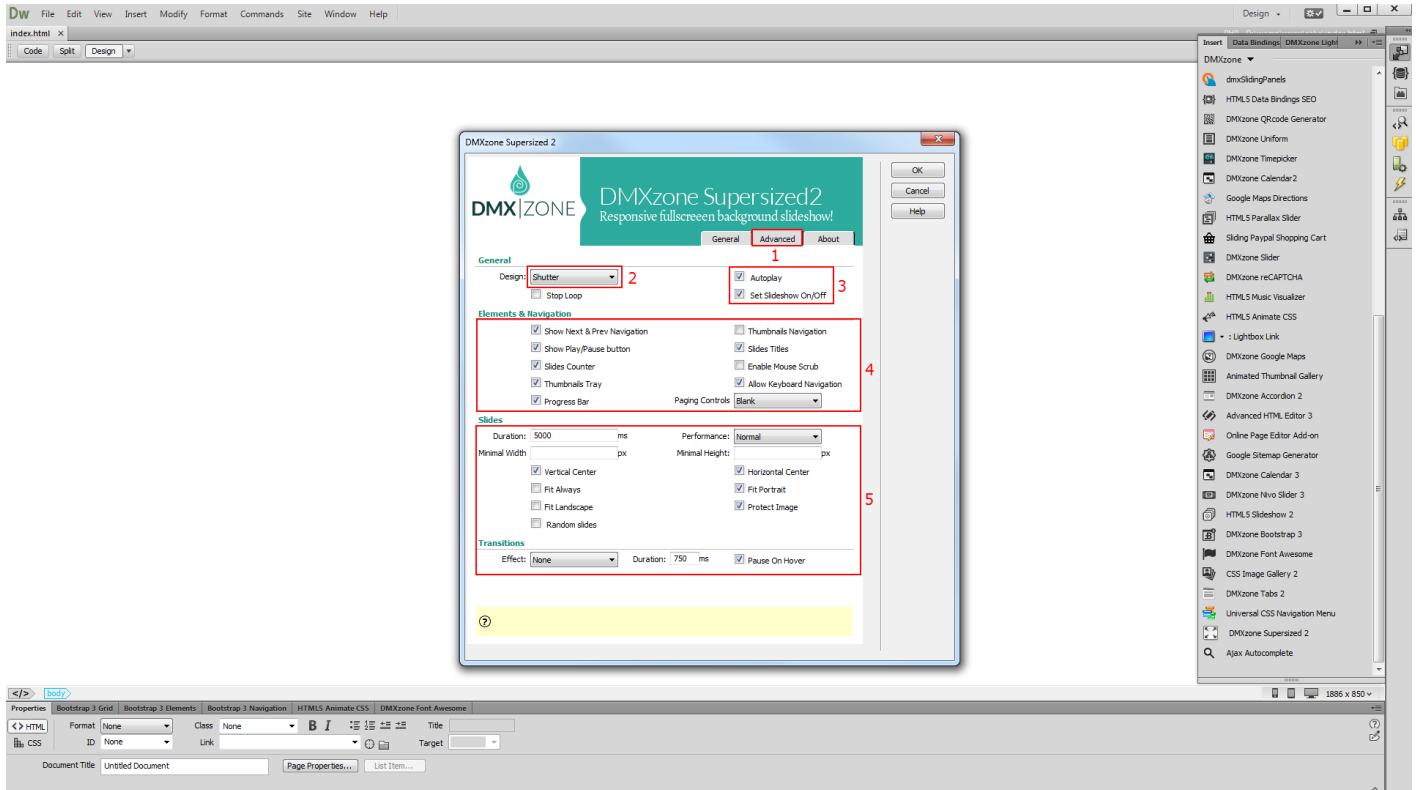 Dw File Edit View Insert Modify Format Commands Site Window Help Design
index.html ×
Code Split Design
Insert Data Bindings DMXzone Light
DMXzone
dmxSlidingPanels
HTML5 Data Bindings SEO
DMXzone QRcode Generator
DMXzone Uniform
DMXzone Timepicker
DMXzone Calendar2
Google Maps Directions
HTML5 Parallax Slider
Sliding Paypal Shopping Cart
DMXzone Slider
DMXzone reCAPTCHA
HTML5 Music Visualizer
HTML5 Animate CSS
: Lightbox Link
DMXzone Google Maps
Animated Thumbnail Gallery
DMXzone Accordion 2
Advanced HTML Editor 3
Online Page Editor Add-on
Google Sitemap Generator
DMXzone Calendar 3
DMXzone Nivo Slider 3
HTML5 Slideshow 2
DMXzone Bootstrap 3
DMXzone Font Awesome
CSS Image Gallery 2
DMXzone Tabs 2
Universal CSS Navigation Menu
DMXzone Supersized 2
Ajax Autocomplete
DMXzone Supersized 2
OK
Cancel
Help
DMX|ZONE
DMXzone Supersized2
Responsive fullscreeen background slideshow!
General Advanced About
1
General
Design: Shutter 2 Autoplay
Stop Loop Set Slideshow On/Off
3
Elements & Navigation
Show Next & Prev Navigation Thumbnails Navigation
Show Play/Pause button Slides Titles
Slides Counter Enable Mouse Scrub
4
Thumbnails Tray Allow Keyboard Navigation
Progress Bar Paging Controls Blank
Slides
Duration: 5000 ms Performance: Normal
Minimal Width px Minimal Height: px
Vertical Center Horizontal Center
Fit Always Fit Portrait
5
Fit Landscape Protect Image
Random slides
Transitions
Effect: None Duration: 750 ms Pause On Hover
</> body 1886 x 850
Properties Bootstrap 3 Grid Bootstrap 3 Elements Bootstrap 3 Navigation HTML5 Animate CSS DMXzone Font Awesome
<> HTML Format None Class None B I Title
CSS ID None Link Target
Document Title Untitled Document Page Properties... List Item...